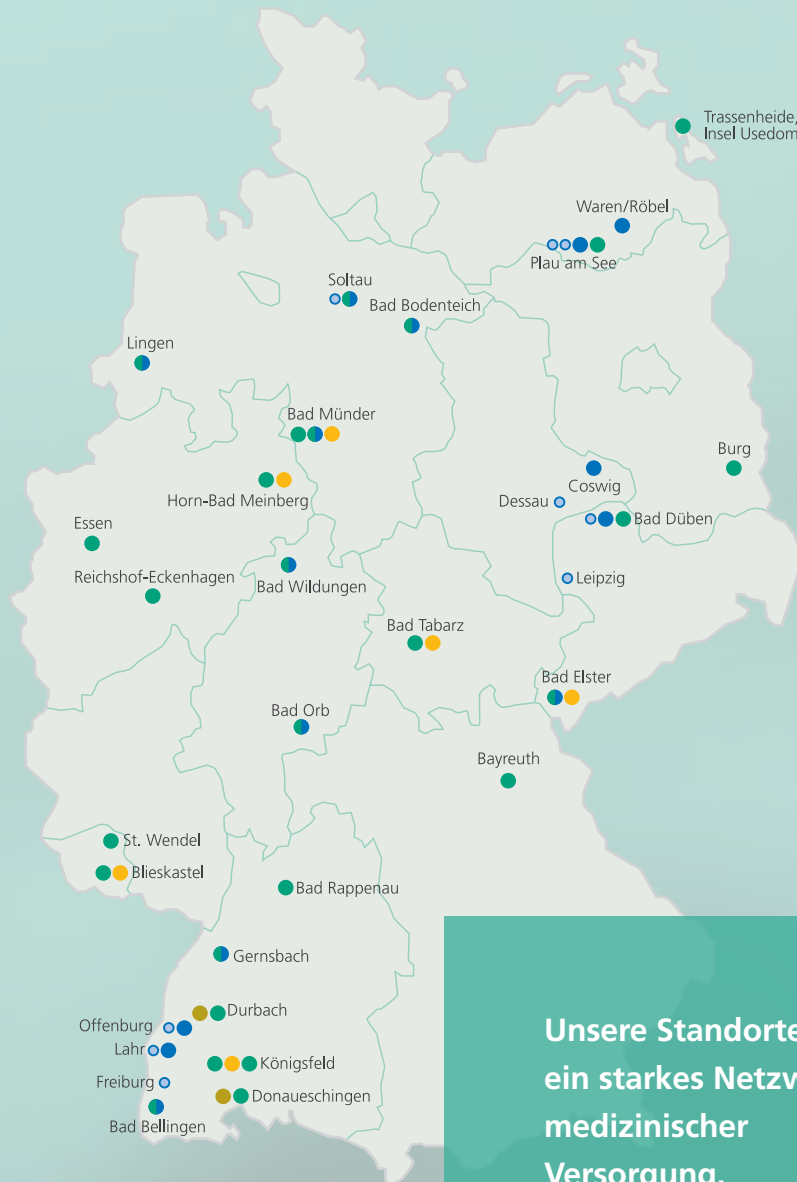 Trassenheide,
Insel Usedom
Waren/Röbel
Plau am See
Soltau
Bad Bodenteich
Lingen
Bad Münder
Burg
Coswig
Horn-Bad Meinberg
Dessau
Essen
Bad Düben
Reichshof-Eckenhagen
Bad Wildungen
Leipzig
Bad Tabarz
Bad Elster
Bad Orb
Bayreuth
St. Wendel
Blieskastel
Bad Rappenau
Gernsbach
Durbach
Offenburg
Lahr
Königsfeld
Freiburg
Donaueschingen
Bad Bellingen
Unsere Standorte
ein starkes Netzw
medizinischer
Versorgung.